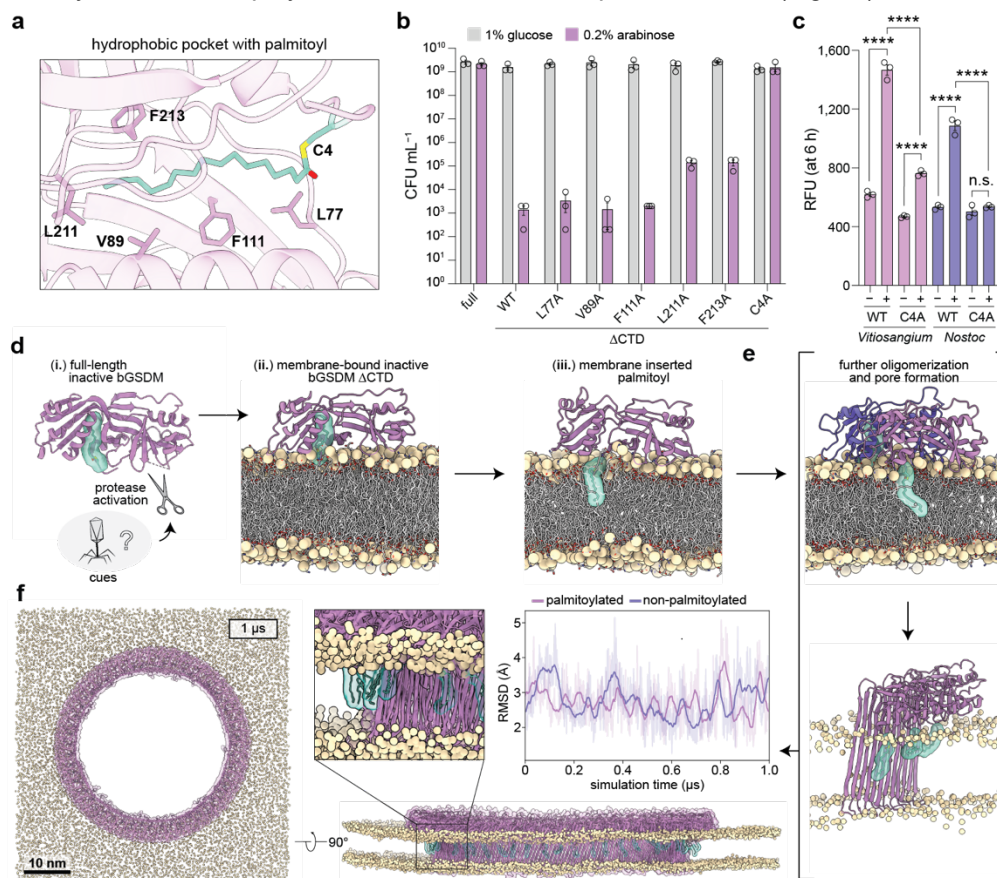 a
hydrophobic pocket with palmitoyl
F213
C4
L77
L211
V89
F111
b
1% glucose
0.2% arabinose
CFU mL⁻¹
10¹⁰
10⁹
10⁸
10⁷
10⁶
10⁵
10⁴
10³
10²
10¹
10⁰
full
WT
L77A
V89A
F111A
L211A
F213A
C4A
ΔCTD
c
RFU (at 6 h)
1,600
1,200
800
400
0
****
****
****
****
****
n.s.
− + − + − + − +
WT C4A WT C4A
Vitiosangium Nostoc
d
(i.) full-length
inactive bGSDM
protease
activation
?
cues
(ii.) membrane-bound inactive
bGSDM ΔCTD
(iii.) membrane inserted
palmitoyl
e
further oligomerization
and pore formation
f
1 µs
10 nm
90°
palmitoylated
non-palmitoylated
RMSD (Å)
5
4
3
2
0 0.2 0.4 0.6 0.8 1.0
simulation time (µs)